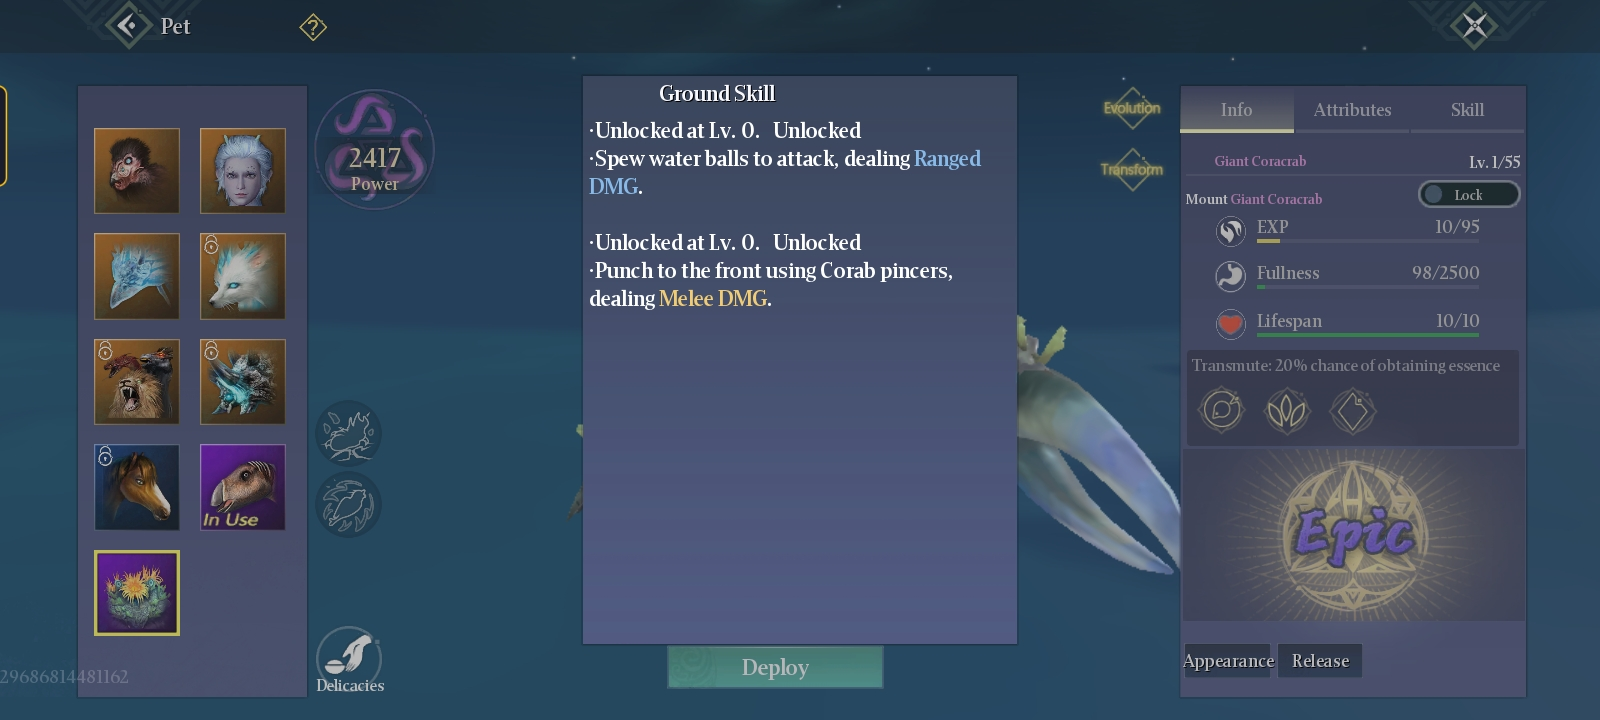 Pet
?
2417
Power
In Use
Delicacies
29686814481162
Ground Skill
·Unlocked at Lv. 0. Unlocked
·Spew water balls to attack, dealing Ranged
DMG.
·Unlocked at Lv. 0. Unlocked
·Punch to the front using Corab pincers,
dealing Melee DMG.
Deploy
Evolution
Transform
Info Attributes Skill
Giant Coracrab Lv. 1/55
Mount Giant Coracrab Lock
EXP 10/95
Fullness 98/2500
Lifespan 10/10
Transmute: 20% chance of obtaining essence
Epic
Appearance Release